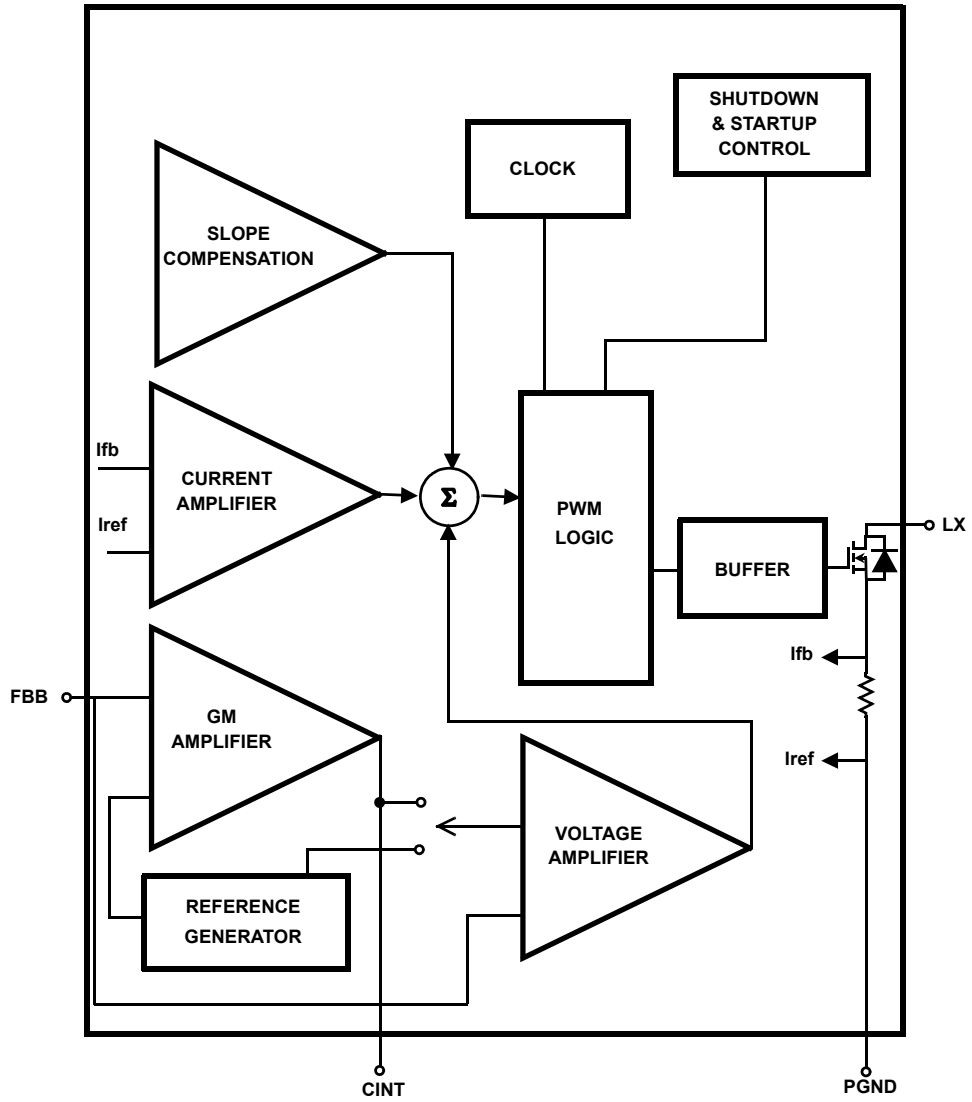 SHUTDOWN
& STARTUP
CONTROL
CLOCK
SLOPE
COMPENSATION
Ifb
CURRENT
AMPLIFIER
Iref
Σ
PWM
LOGIC
LX
BUFFER
Ifb
FBB
GM
AMPLIFIER
Iref
VOLTAGE
AMPLIFIER
REFERENCE
GENERATOR
CINT
PGND